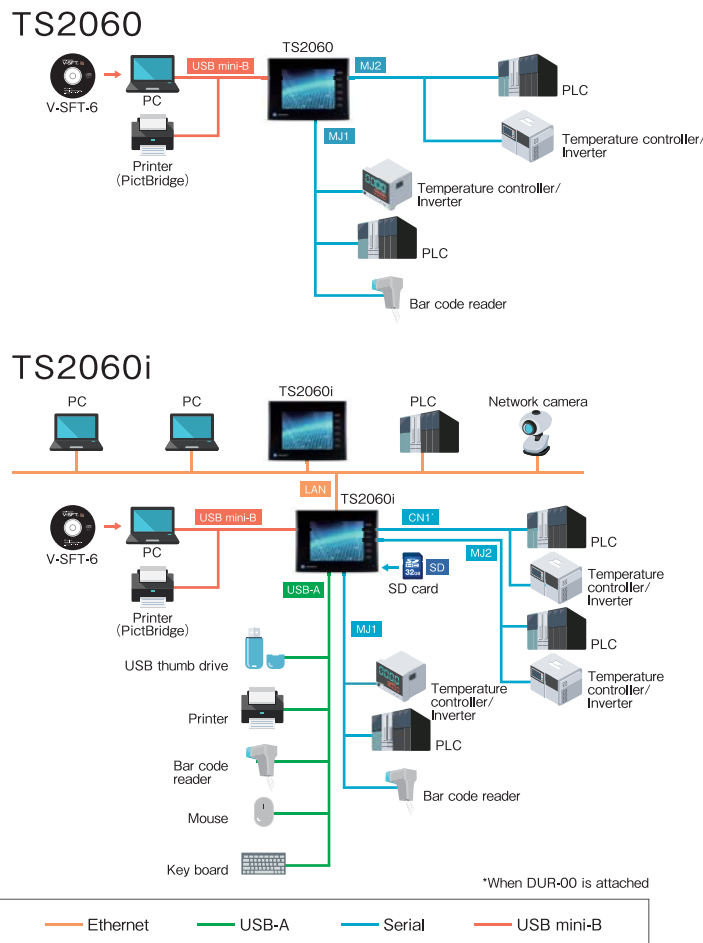 TS2060
TS2060
V-SFT-6
PC
USB mini-B
MJ2
PLC
Printer
(PictBridge)
MJ1
Temperature controller/
Inverter
Temperature controller/
Inverter
PLC
Bar code reader
TS2060i
PC
PC
TS2060i
PLC
Network camera
LAN
TS2060i
V-SFT-6
PC
USB mini-B
CN1*
PLC
MJ2
Printer
(PictBridge)
USB-A
32GB
SD
SD card
Temperature
controller/
Inverter
PLC
MJ1
USB thumb drive
Temperature
controller/
Inverter
Temperature
controller/
Inverter
Printer
PLC
Bar code
reader
Bar code reader
Mouse
Key board
*When DUR-00 is attached
Ethernet
USB-A
Serial
USB mini-B